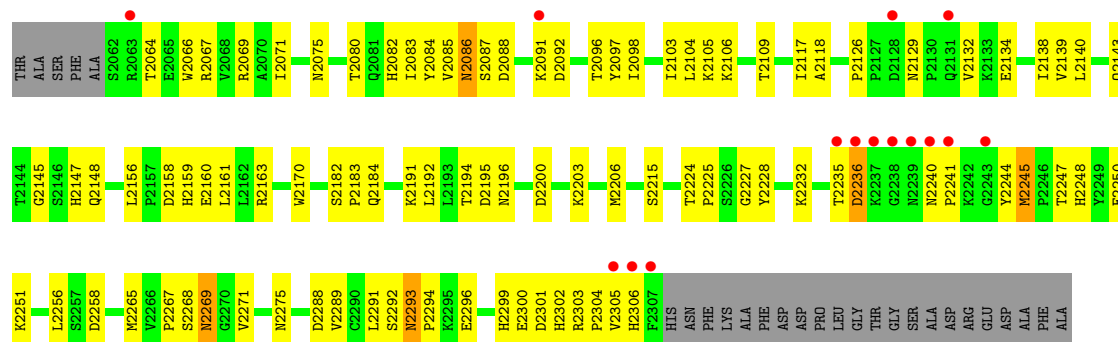 THR ALA SER PHE ALA S2062 R2063 T2064 E2065 W2066 R2067 V2068 R2069 A2070 I2071 N2075 T2080 Q2081 H2082 I2083 Y2084 V2085 N2086 S2087 D2088 K2091 D2092 T2096 Y2097 I2098 I2103 L2104 K2105 K2106 T2109 I2117 A2118 P2126 P2127 D2128 N2129 P2130 Q2131 V2132 K2133 E2134 I2138 V2139 L2140
T2144 G2145 S2146 H2147 Q2148 L2156 P2157 D2158 H2159 E2160 L2161 L2162 R2163 W2170 S2182 P2183 Q2184 K2191 L2192 L2193 T2194 D2195 N2196 D2200 K2203 M2206 S2215 T2224 P2225 S2226 G2227 Y2228 K2232 T2235 D2236 K2237 G2238 N2239 N2240 P2241 K2242 G2243 Y2244 M2245 P2246 T2247 H2248 Y2249
K2251 L2256 S2257 D2258 M2265 V2266 P2267 S2268 N2269 G2270 V2271 N2275 D2288 V2289 C2290 L2291 S2292 N2293 P2294 K2295 E2296 H2299 E2300 D2301 H2302 R2303 P2304 V2305 H2306 F2307 HIS ASN PHE LYS ALA PHE ASP ASP PRO LEU GLY THR GLY SER ALA ASP ARG GLU ASP ALA PHE ALA